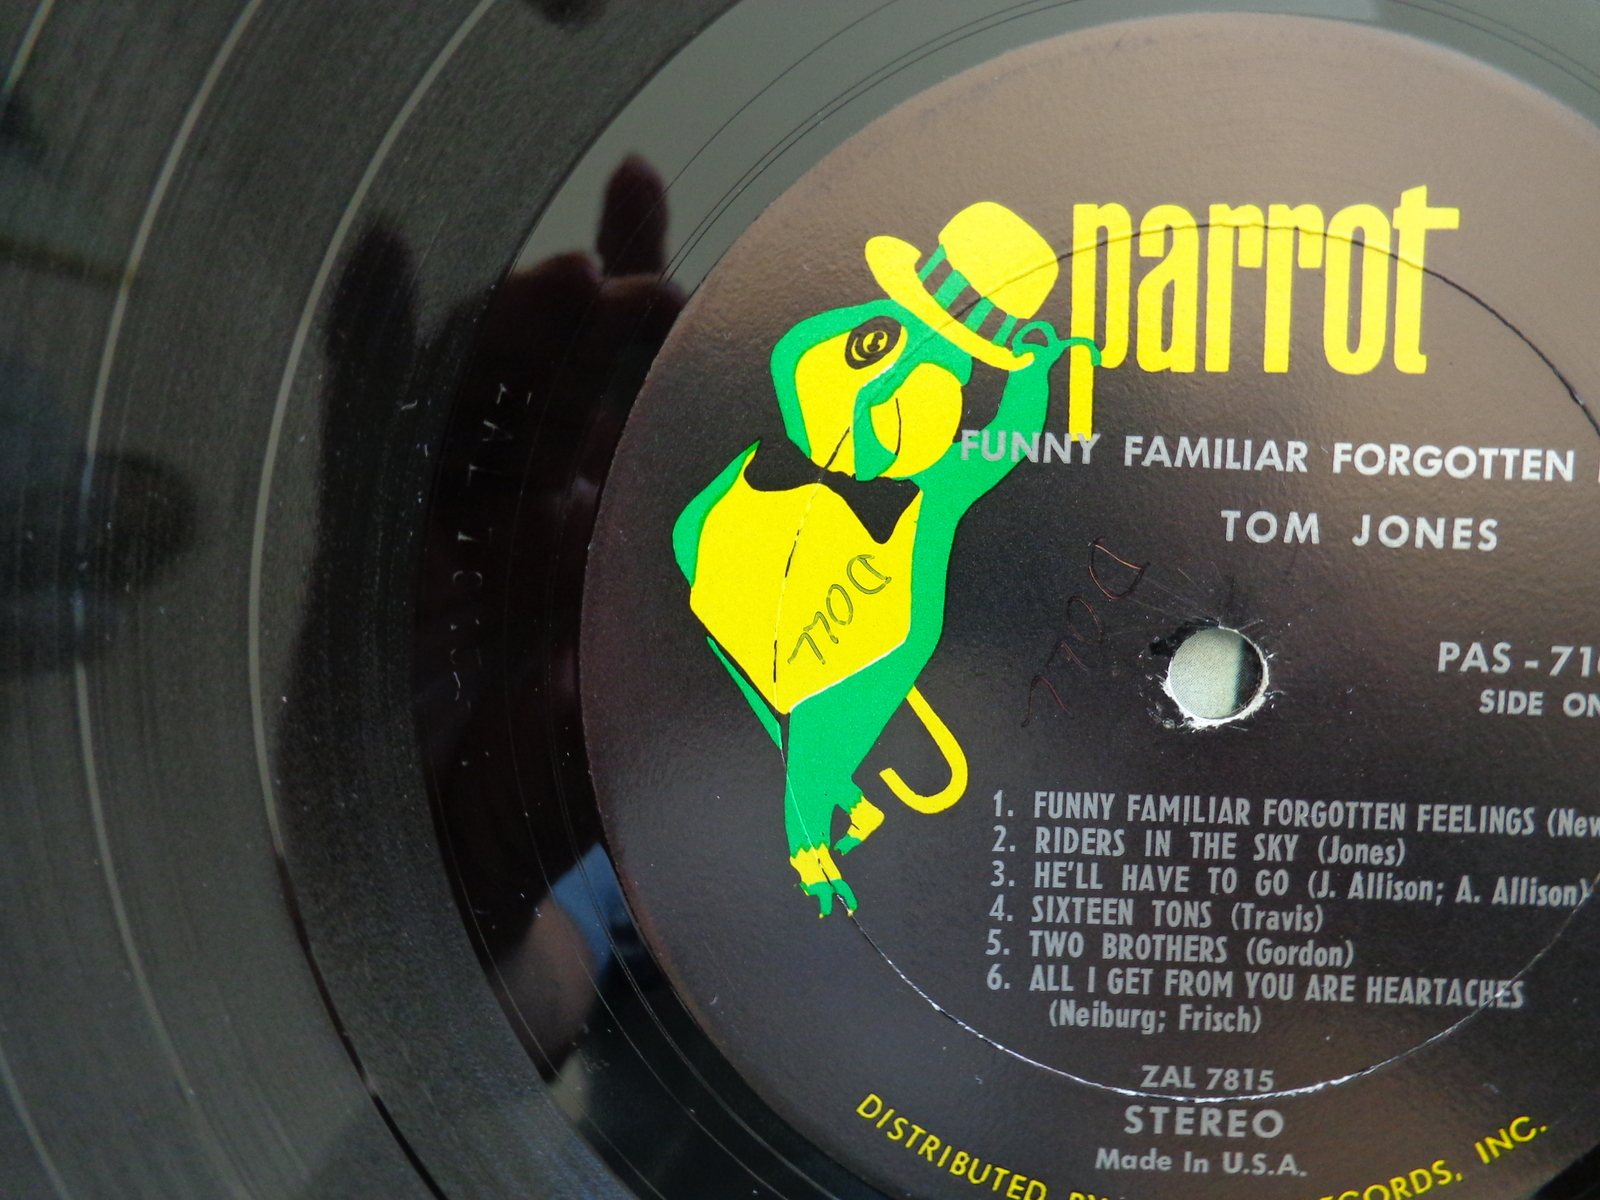 parrot
FUNNY FAMILIAR FORGOTTEN
TOM JONES
DOLL
DOLL
PAS - 71
SIDE ON
1. FUNNY FAMILIAR FORGOTTEN FEELINGS (New
2. RIDERS IN THE SKY (Jones)
3. HE'LL HAVE TO GO (J. Allison; A. Allison)
4. SIXTEEN TONS (Travis)
5. TWO BROTHERS (Gordon)
6. ALL I GET FROM YOU ARE HEARTACHES
(Neiburg; Frisch)
ZAL 7815
STEREO
Made In U.S.A.
DISTRIBUTED CORDS, INC.